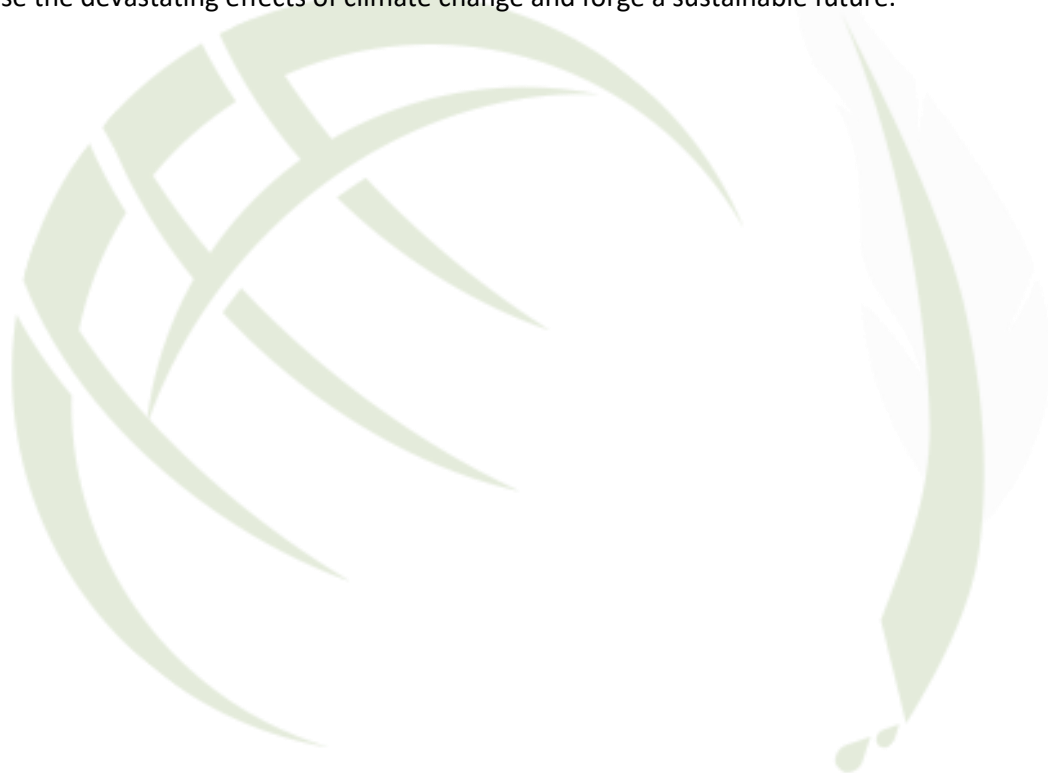 se the devastating effects of climate change and forge a sustainable future.